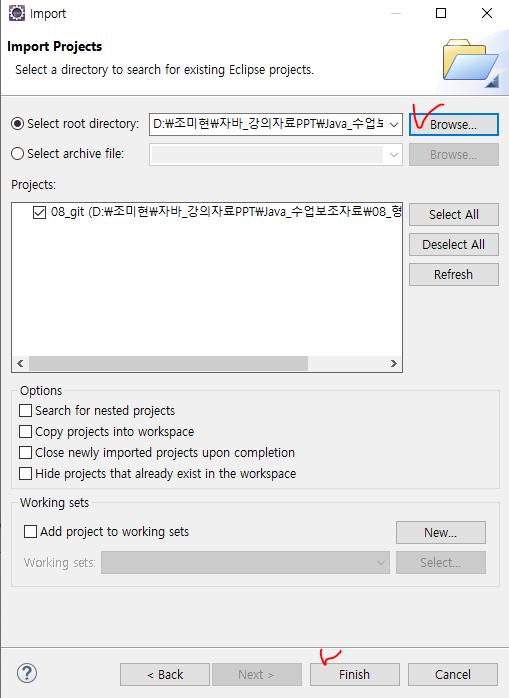 Import
Import Projects
Select a directory to search for existing Eclipse projects.
Select root directory: D:₩조미현₩자바_강의자료PPT₩Java_수업보 Browse...
Select archive file: Browse...
Projects:
08_git (D:₩조미현₩자바_강의자료PPT₩Java_수업보조자료₩08_형
Select All
Deselect All
Refresh
Options
Search for nested projects
Copy projects into workspace
Close newly imported projects upon completion
Hide projects that already exist in the workspace
Working sets
Add project to working sets New...
Working sets: Select...
? < Back Next > Finish Cancel